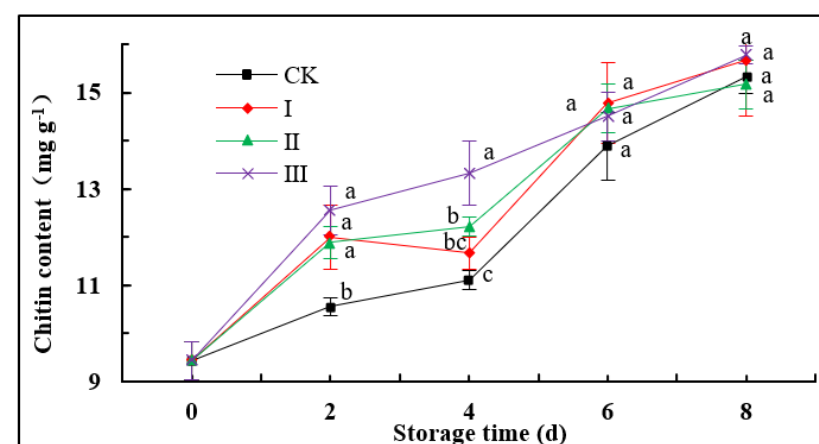 CK
I
II
III
Chitin content（mg g-1）
15
13
11
9
a
a
a
b
a
b
bc
c
a
a
a
a
a
a
a
a
0
2
4
6
8
Storage time (d)